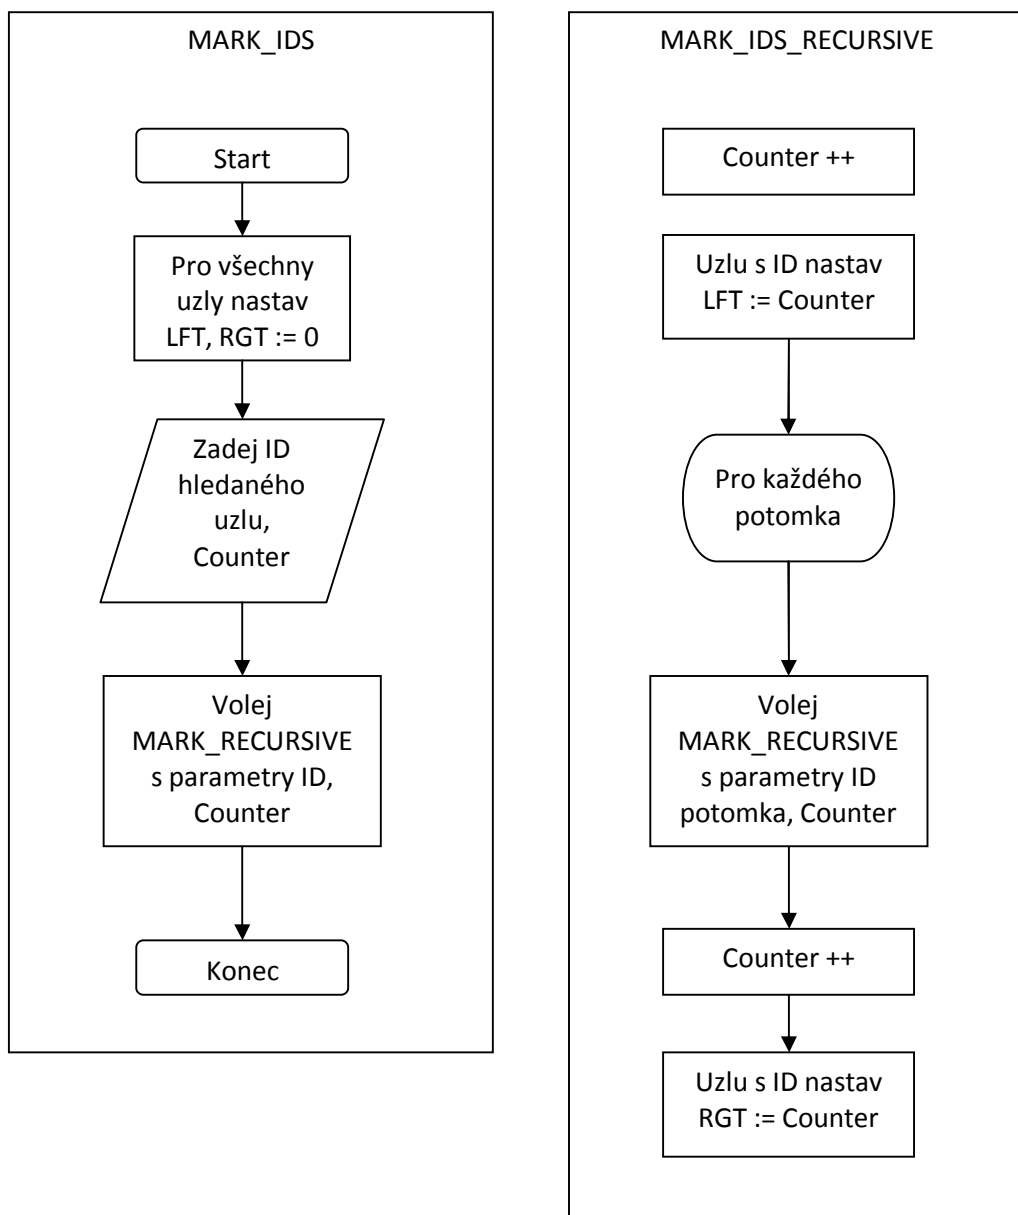 MARK_IDS
Start
Pro všechny
uzly nastav
LFT, RGT := 0
Zadej ID
hledaného
uzlu,
Counter
Volej
MARK_RECURSIVE
s parametry ID,
Counter
Konec
MARK_IDS_RECURSIVE
Counter ++
Uzlu s ID nastav
LFT := Counter
Pro každého
potomka
Volej
MARK_RECURSIVE
s parametry ID
potomka, Counter
Counter ++
Uzlu s ID nastav
RGT := Counter